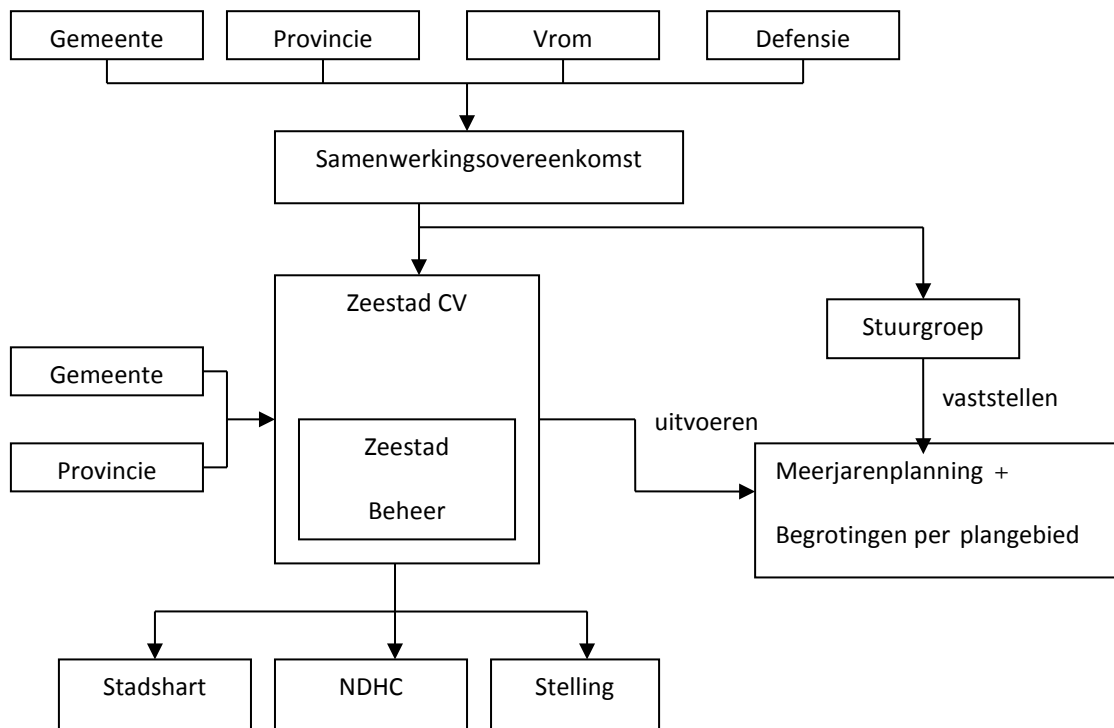 Gemeente
Provincie
Vrom
Defensie
Samenwerkingsovereenkomst
Zeestad CV
Stuurgroep
Gemeente
vaststellen
uitvoeren
Zeestad
Beheer
Provincie
Meerjarenplanning +
Begrotingen per plangebied
Stadshart
NDHC
Stelling